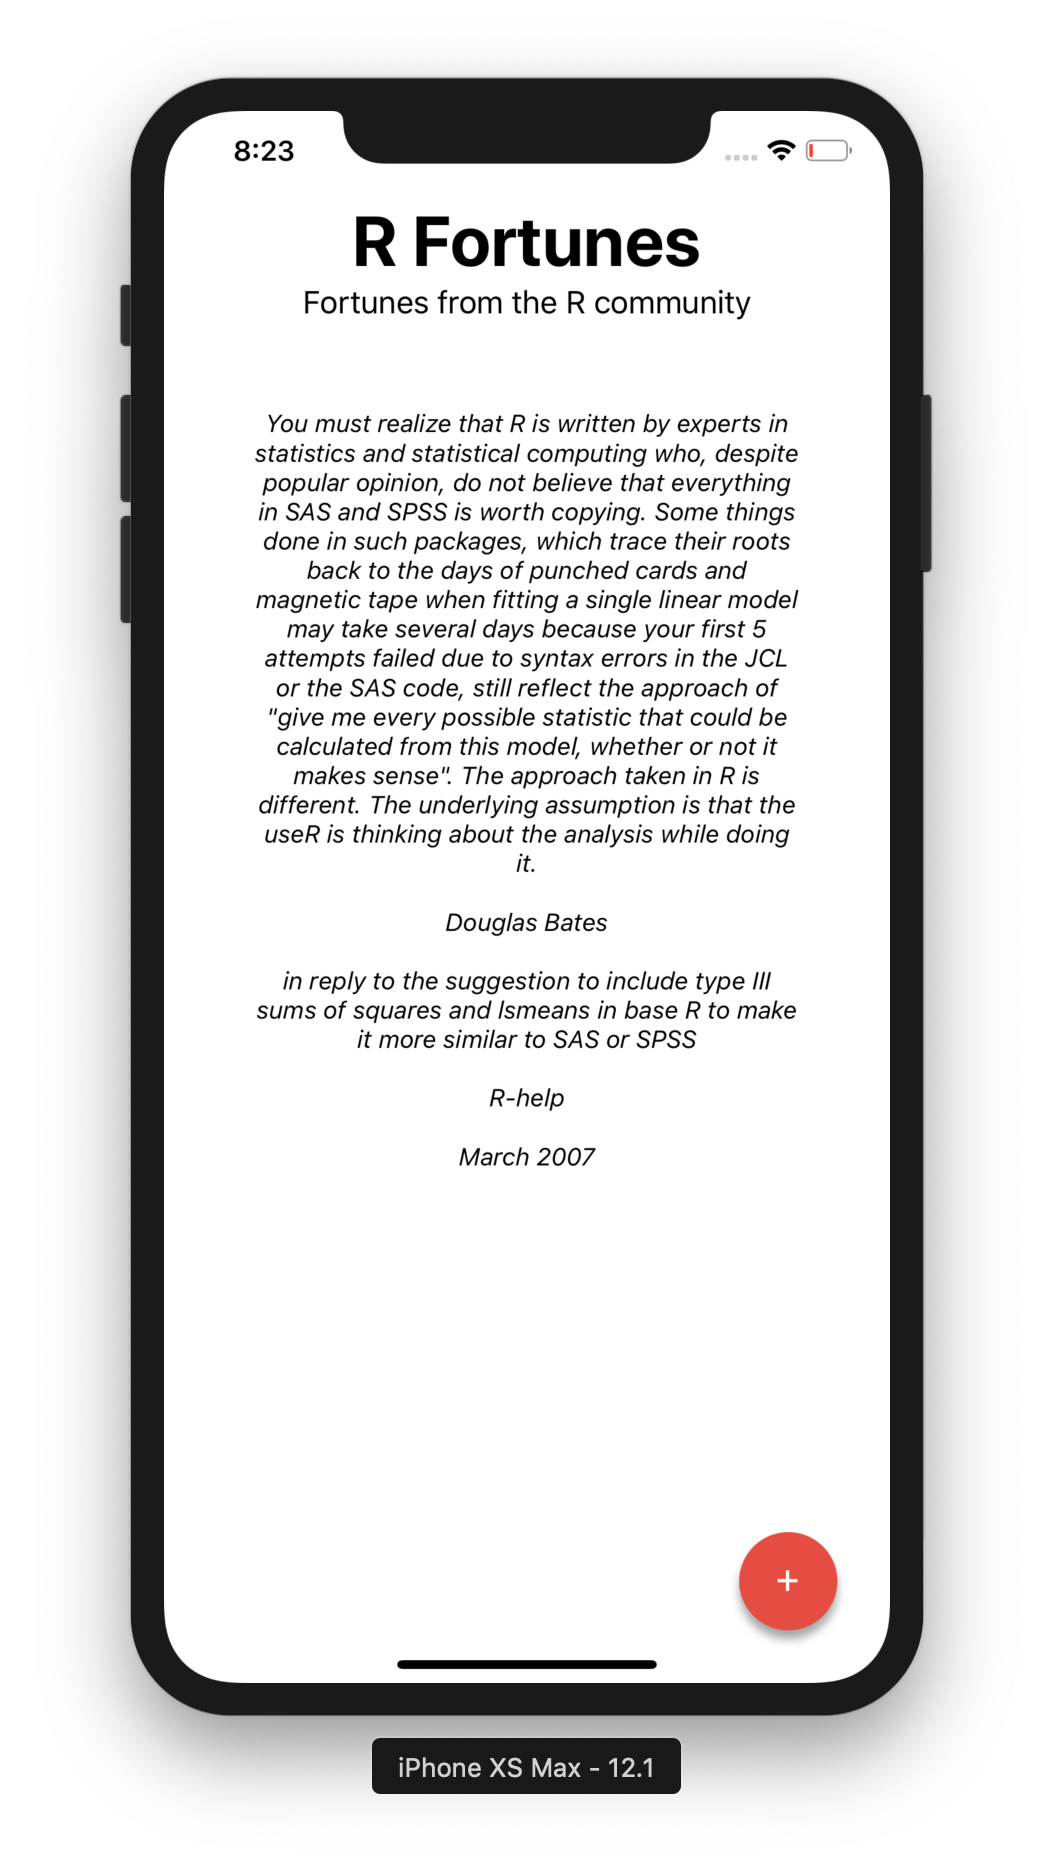 8:23
R Fortunes
Fortunes from the R community
You must realize that R is written by experts in
statistics and statistical computing who, despite
popular opinion, do not believe that everything
in SAS and SPSS is worth copying. Some things
done in such packages, which trace their roots
back to the days of punched cards and
magnetic tape when fitting a single linear model
may take several days because your first 5
attempts failed due to syntax errors in the JCL
or the SAS code, still reflect the approach of
"give me every possible statistic that could be
calculated from this model, whether or not it
makes sense". The approach taken in R is
different. The underlying assumption is that the
useR is thinking about the analysis while doing
it.
Douglas Bates
in reply to the suggestion to include type III
sums of squares and lsmeans in base R to make
it more similar to SAS or SPSS
R-help
March 2007
+
iPhone XS Max - 12.1